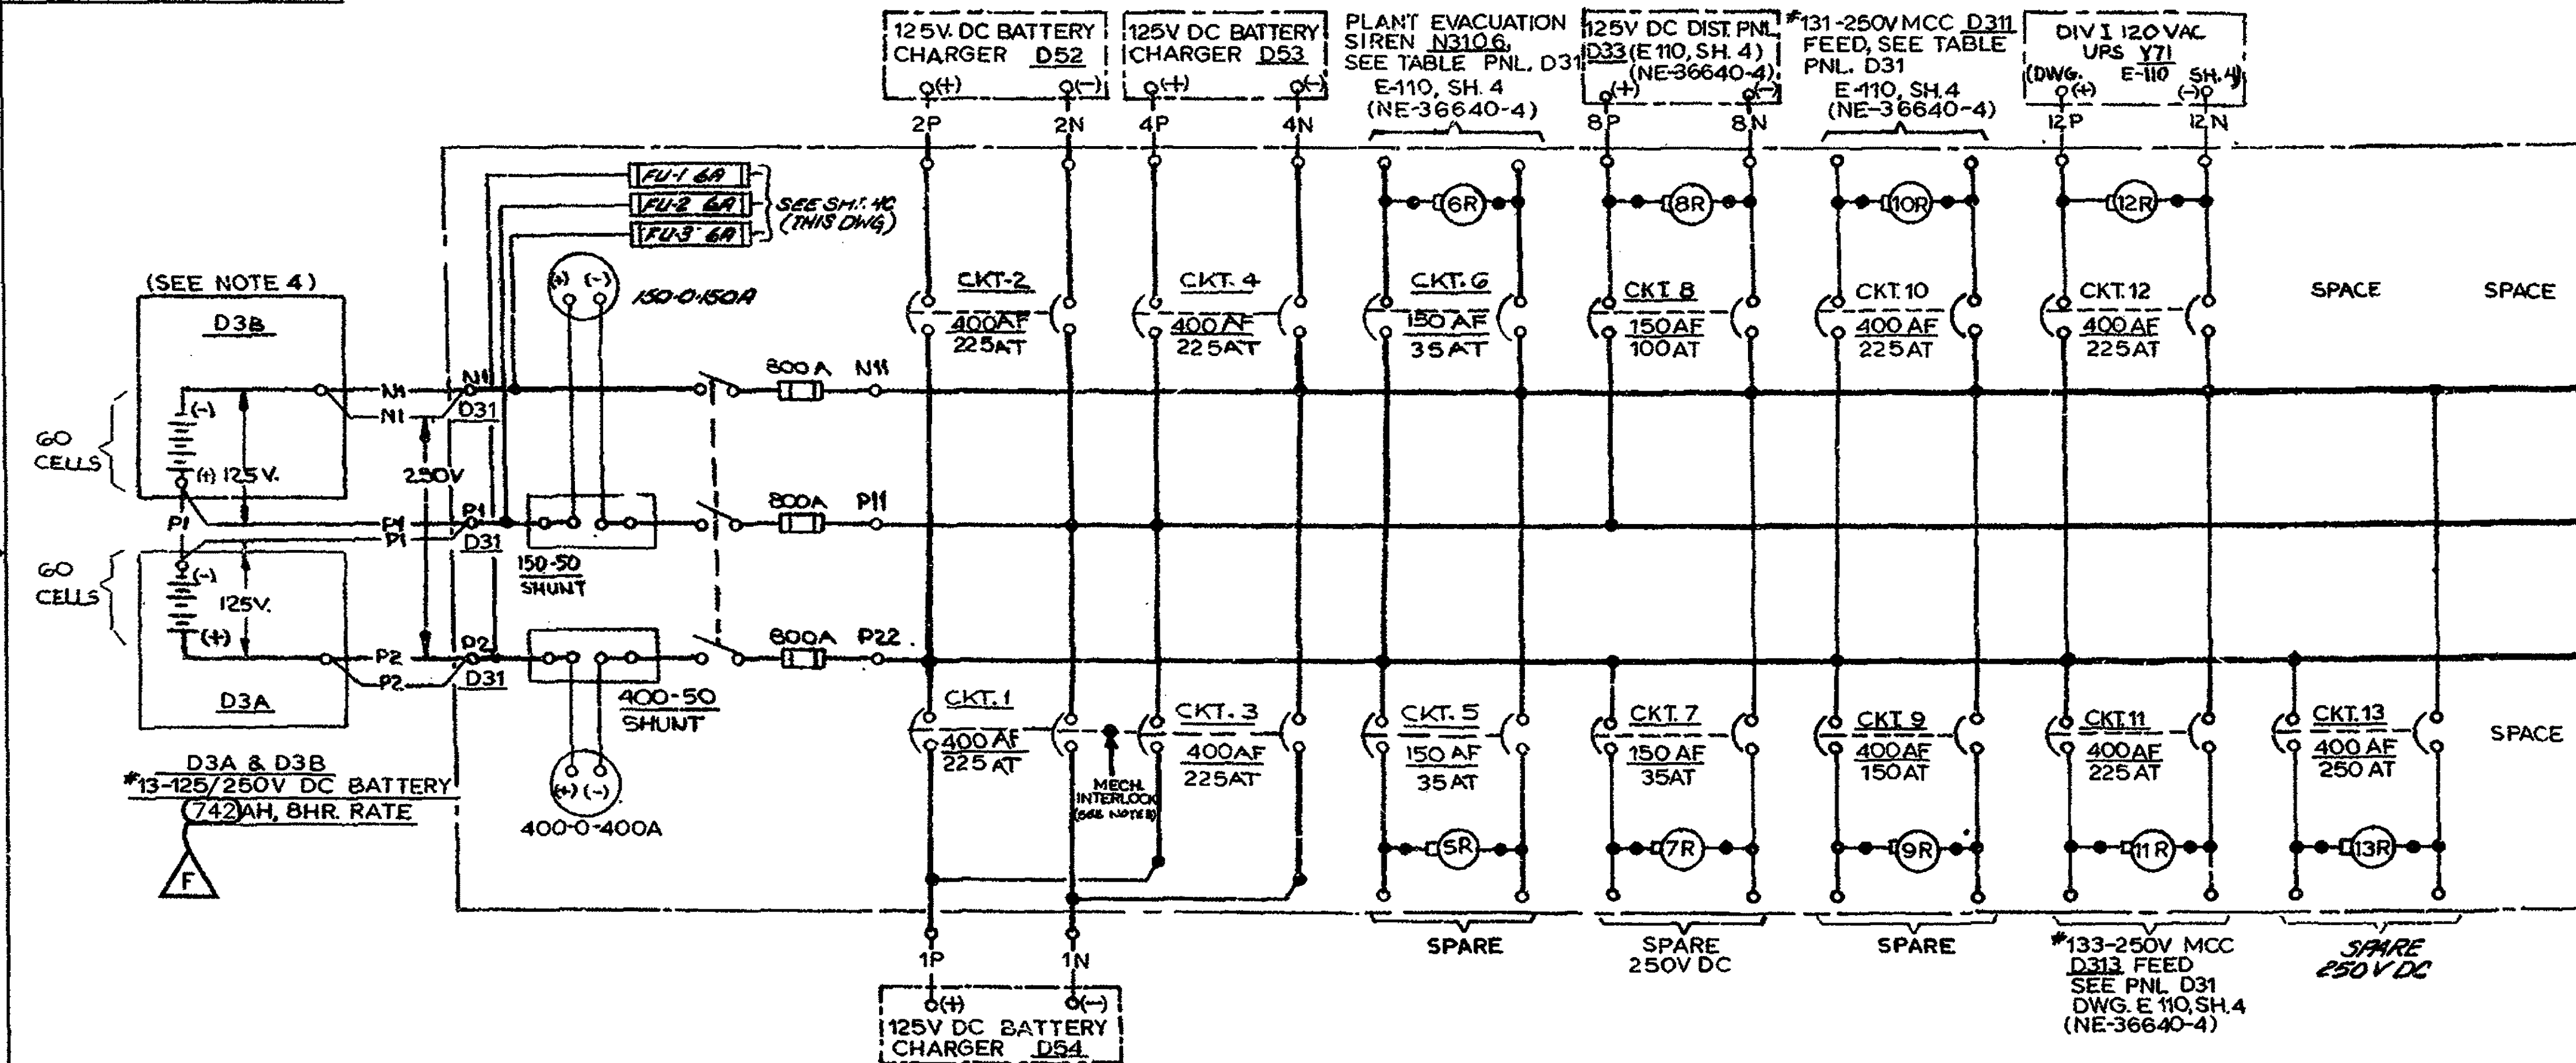 125V. DC BATTERY
CHARGER D52
(+) (-)
2P 2N
125V DC BATTERY
CHARGER D53
(+) (-)
4P 4N
PLANT EVACUATION
SIREN N3106,
SEE TABLE PNL. D31
E-110, SH. 4
(NE-36640-4)
125V DC DIST. PNL
D33 (E 110, SH. 4)
(NE-36640-4)
(+) (-)
8P 8N
#131-250V MCC D311
FEED, SEE TABLE
PNL. D31
E-110, SH.4
(NE-36640-4)
DIV I 120 VAC
UPS Y71
(DWG. E-110 SH.4)
(+) (-)
12P 12N
FU-1 6A
FU-2 6A
FU-3 6A
SEE SHT. 4C
(THIS DWG)
6R
8R
10R
12R
(+) (-)
150-0-150A
(SEE NOTE 4)
D3B
60
CELLS
(-)
(+)
125V.
N1
N1
N1
D31
250V
800A N11
CKT-2
400AF
225AT
CKT. 4
400AF
225AT
CKT. 6
150 AF
35AT
CKT 8
150AF
100AT
CKT. 10
400 AF
225AT
CKT. 12
400 AF
225AT
SPACE
SPACE
P1
P1
P1
P1
D31
150-50
SHUNT
800A P11
60
CELLS
(-)
(+)
125V.
D3A
P2
P2
P2
D31
400-50
SHUNT
800A P22
(+) (-)
400-0-400A
D3A & D3B
#13-125/250V DC BATTERY
742 AH, 8HR. RATE
F
CKT. 1
400 AF
225 AT
MECH.
INTERLOCK
CKT. 3
400AF
225AT
CKT. 5
150 AF
35AT
CKT. 7
150 AF
35AT
CKT. 9
400AF
150AT
CKT. 11
400AF
225AT
CKT. 13
400 AF
250 AT
SPACE
5R
7R
9R
11R
13R
SPARE
SPARE
250V DC
SPARE
#133-250V MCC
D313 FEED
SEE PNL D31
DWG. E 110, SH.4
(NE-36640-4)
SPARE
250V DC
1P 1N
(+) (-)
125V DC BATTERY
CHARGER D54